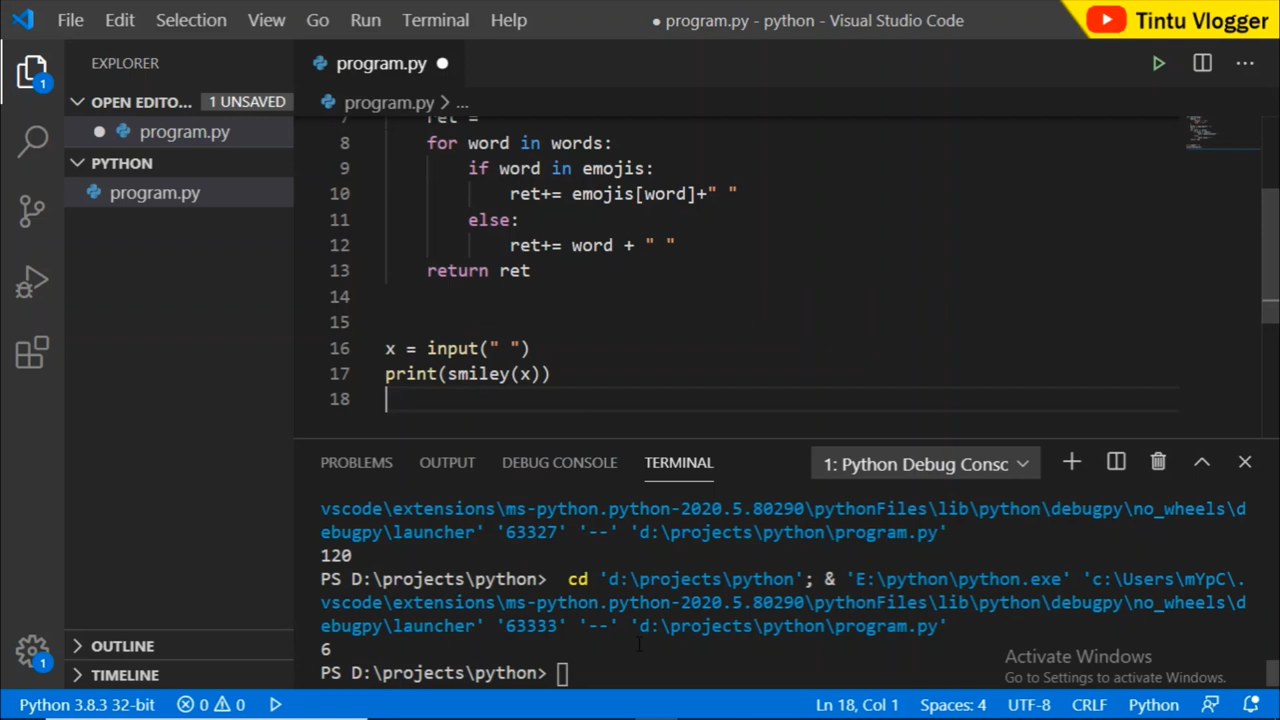 File Edit Selection View Go Run Terminal Help
● program.py - python - Visual Studio Code
Tintu Vlogger
1
EXPLORER
OPEN EDITO... 1 UNSAVED
program.py
PYTHON
program.py
OUTLINE
TIMELINE
1
program.py
program.py > ...
7 ret =
8 for word in words:
9 if word in emojis:
10 ret+= emojis[word]+" "
11 else:
12 ret+= word + " "
13 return ret
14
15
16 x = input(" ")
17 print(smiley(x))
18
PROBLEMS OUTPUT DEBUG CONSOLE TERMINAL 1: Python Debug Consc
vscode\extensions\ms-python.python-2020.5.80290\pythonFiles\lib\python\debugpy\no_wheels\d
ebugpy\launcher' '63327' '--' 'd:\projects\python\program.py'
120
PS D:\projects\python> cd 'd:\projects\python'; & 'E:\python\python.exe' 'c:\Users\mYpC\.
vscode\extensions\ms-python.python-2020.5.80290\pythonFiles\lib\python\debugpy\no_wheels\d
ebugpy\launcher' '63333' '--' 'd:\projects\python\program.py'
6
PS D:\projects\python>
Activate Windows
Go to Settings to activate Windows.
Python 3.8.3 32-bit 0 0 Ln 18, Col 1 Spaces: 4 UTF-8 CRLF Python